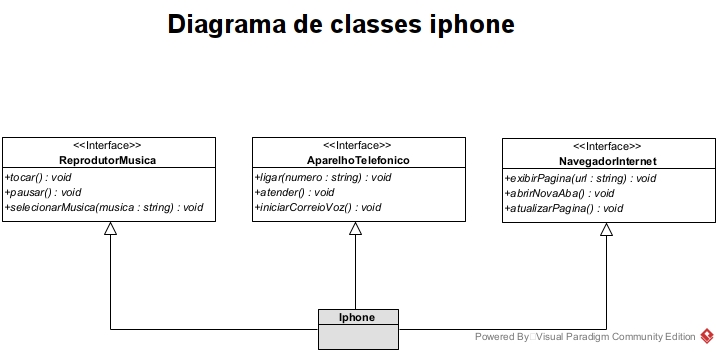 Diagrama de classes iphone
<<Interface>>
ReprodutorMusica
+tocar() : void
+pausar() : void
+selecionarMusica(musica : string) : void
<<Interface>>
AparelhoTelefonico
+ligar(numero : string) : void
+atender() : void
+iniciarCorreioVoz() : void
<<Interface>>
NavegadorInternet
+exibirPagina(url : string) : void
+abrirNovaAba() : void
+atualizarPagina() : void
Iphone
Powered By□Visual Paradigm Community Edition